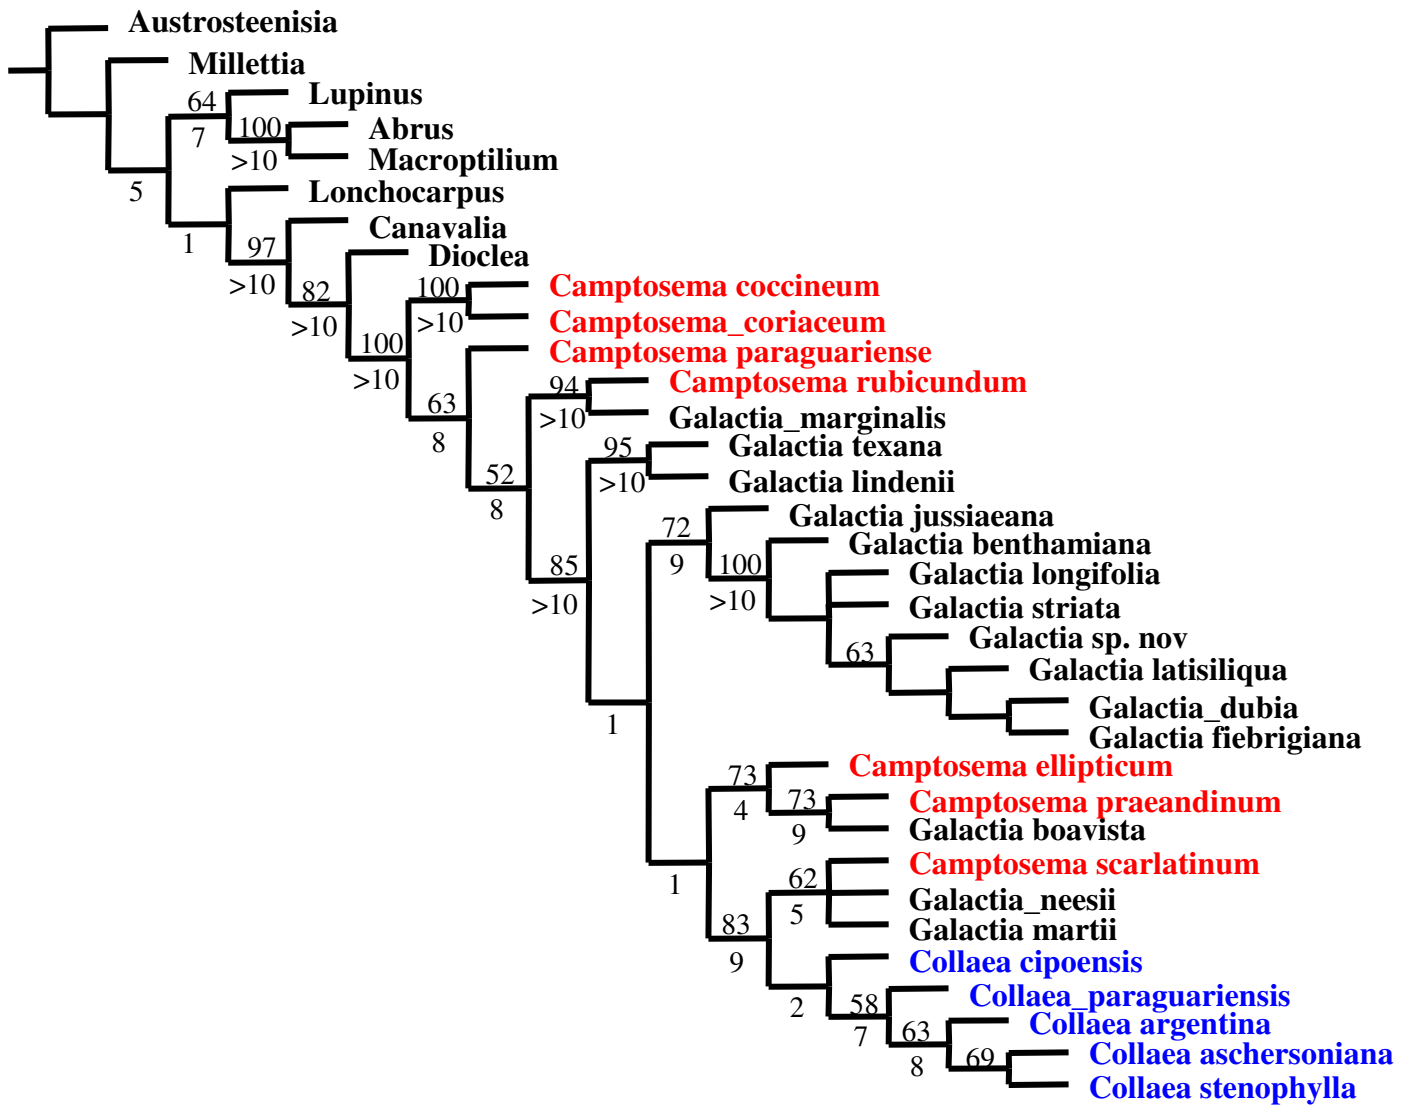 Austrosteenisia
Millettia
64
Lupinus
7
100
Abrus
>10
Macroptilium
5
Lonchocarpus
1
97
Canavalia
>10
82
Dioclea
>10
100
Camptosema coccineum
>10
Camptosema_coriaceum
100
Camptosema paraguariense
>10
63
94
Camptosema rubicundum
8
>10
Galactia_marginalis
52
95
Galactia texana
8
>10
Galactia lindenii
85
72
Galactia jussiaeana
>10
9
100
Galactia benthamiana
>10
Galactia longifolia
Galactia striata
63
Galactia sp. nov
Galactia latisiliqua
1
Galactia_dubia
Galactia fiebrigiana
73
Camptosema ellipticum
4
73
Camptosema praeandinum
9
Galactia boavista
1
62
Camptosema scarlatinum
5
Galactia_neesii
83
Galactia martii
9
Collaea cipoensis
2
58
Collaea_paraguariensis
7
63
Collaea argentina
8
69
Collaea aschersoniana
Collaea stenophylla